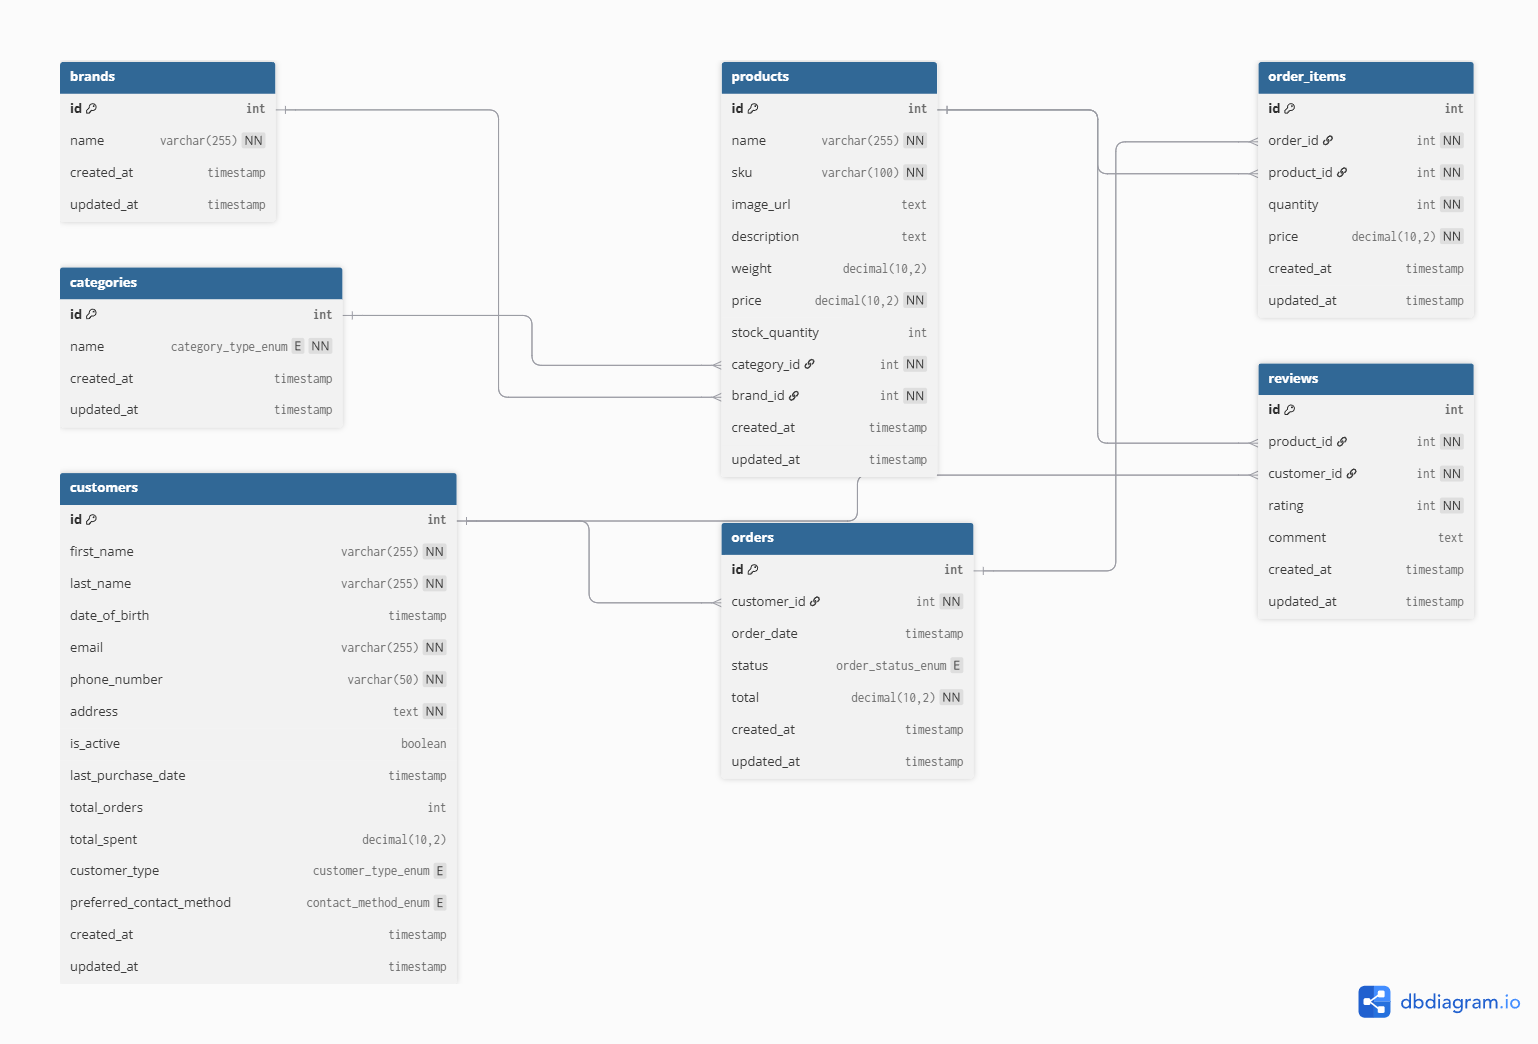 brands
id int
name varchar(255) NN
created_at timestamp
updated_at timestamp
categories
id int
name category_type_enum E NN
created_at timestamp
updated_at timestamp
customers
id int
first_name varchar(255) NN
last_name varchar(255) NN
date_of_birth timestamp
email varchar(255) NN
phone_number varchar(50) NN
address text NN
is_active boolean
last_purchase_date timestamp
total_orders int
total_spent decimal(10,2)
customer_type customer_type_enum E
preferred_contact_method contact_method_enum E
created_at timestamp
updated_at timestamp
products
id int
name varchar(255) NN
sku varchar(100) NN
image_url text
description text
weight decimal(10,2)
price decimal(10,2) NN
stock_quantity int
category_id int NN
brand_id int NN
created_at timestamp
updated_at timestamp
orders
id int
customer_id int NN
order_date timestamp
status order_status_enum E
total decimal(10,2) NN
created_at timestamp
updated_at timestamp
order_items
id int
order_id int NN
product_id int NN
quantity int NN
price decimal(10,2) NN
created_at timestamp
updated_at timestamp
reviews
id int
product_id int NN
customer_id int NN
rating int NN
comment text
created_at timestamp
updated_at timestamp
dbdiagram.io